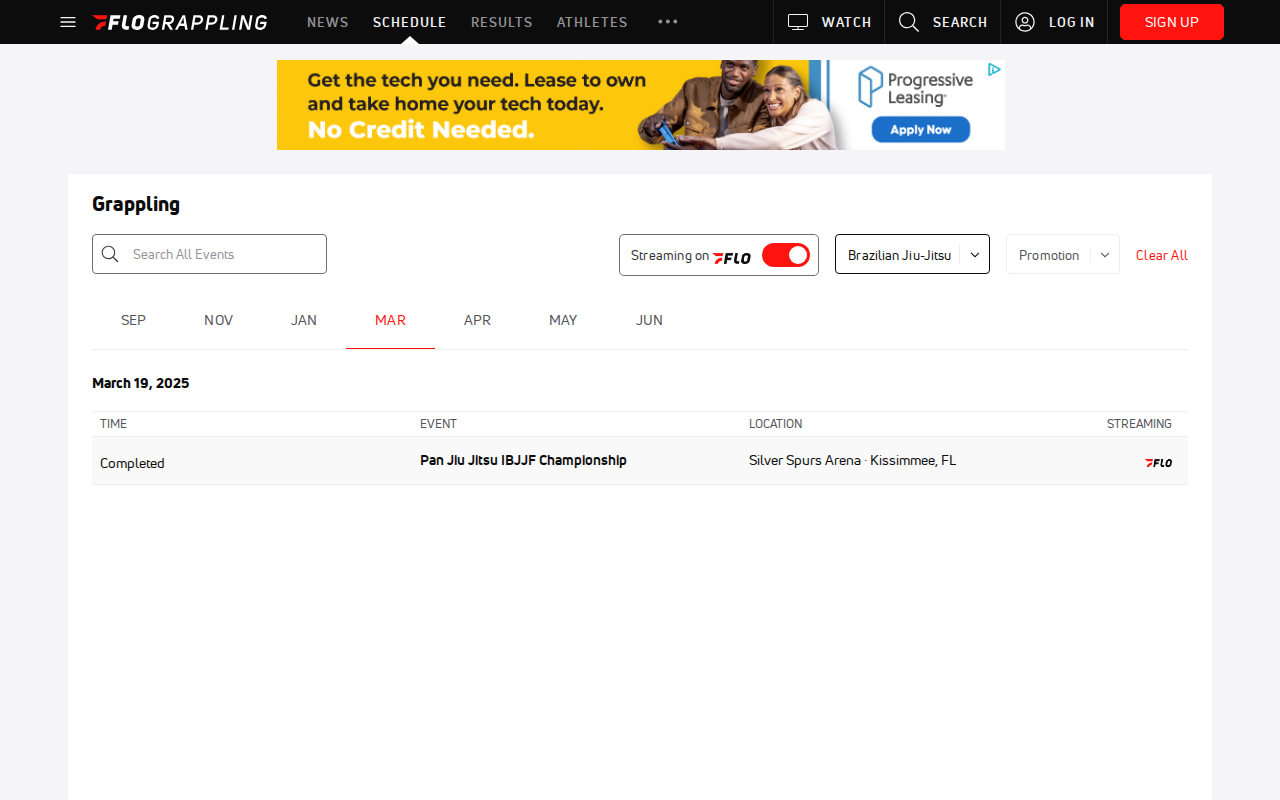 FLOGRAPPLING NEWS SCHEDULE RESULTS ATHLETES WATCH SEARCH LOG IN SIGN UP
Get the tech you need. Lease to own
and take home your tech today.
No Credit Needed.
Progressive
Leasing
Apply Now
Grappling
Search All Events
Streaming on FLO
Brazilian Jiu-Jitsu
Promotion
Clear All
SEP NOV JAN MAR APR MAY JUN
March 19, 2025
TIME EVENT LOCATION STREAMING
Completed Pan Jiu Jitsu IBJJF Championship Silver Spurs Arena · Kissimmee, FL FLO